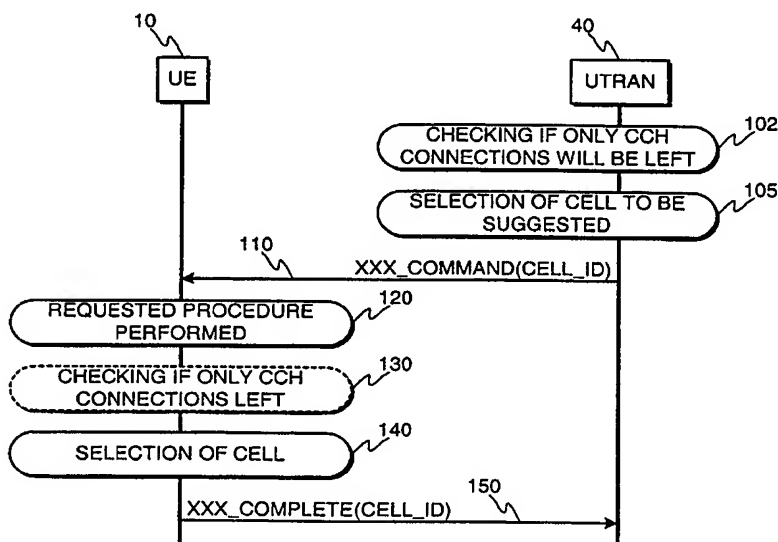 10
UE
40
UTRAN
102
CHECKING IF ONLY CCH
CONNECTIONS WILL BE LEFT
105
SELECTION OF CELL TO BE
SUGGESTED
110
XXX_COMMAND(CELL_ID)
120
REQUESTED PROCEDURE
PERFORMED
130
CHECKING IF ONLY CCH
CONNECTIONS LEFT
140
SELECTION OF CELL
150
XXX_COMPLETE(CELL_ID)